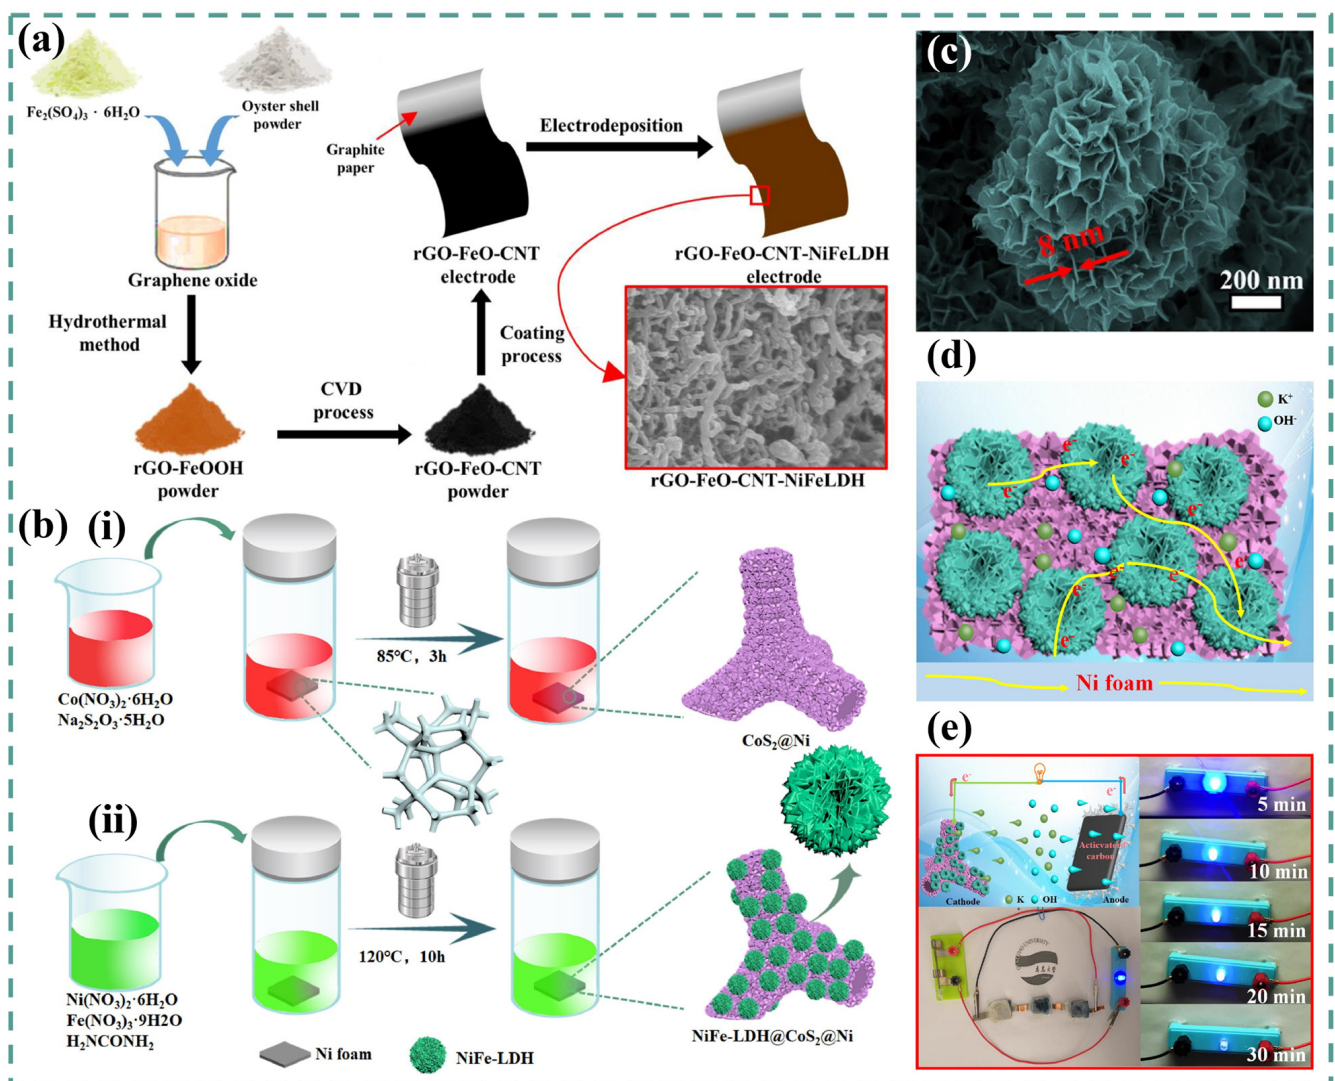 (a)
Fe₂(SO₄)₃ · 6H₂O
Oyster shell
powder
Graphene oxide
Hydrothermal
method
rGO-FeOOH
powder
CVD
process
rGO-FeO-CNT
powder
Coating
process
rGO-FeO-CNT
electrode
Graphite
paper
Electrodeposition
rGO-FeO-CNT-NiFeLDH
electrode
rGO-FeO-CNT-NiFeLDH
(b)
(i)
Co(NO₃)₂·6H₂O
Na₂S₂O₃·5H₂O
85℃, 3h
CoS₂@Ni
(ii)
Ni(NO₃)₂·6H₂O
Fe(NO₃)₃·9H2O
H₂NCONH₂
120℃, 10h
NiFe-LDH@CoS₂@Ni
Ni foam
NiFe-LDH
(c)
8 nm
200 nm
(d)
K⁺
OH⁻
e⁻
e⁻
e⁻
e⁻
e⁻
e⁻
e⁻
e⁻
Ni foam
(e)
e⁻
e⁻
Acticvated
carbon
Cathode
K
OH
Anode
5 min
10 min
15 min
20 min
30 min